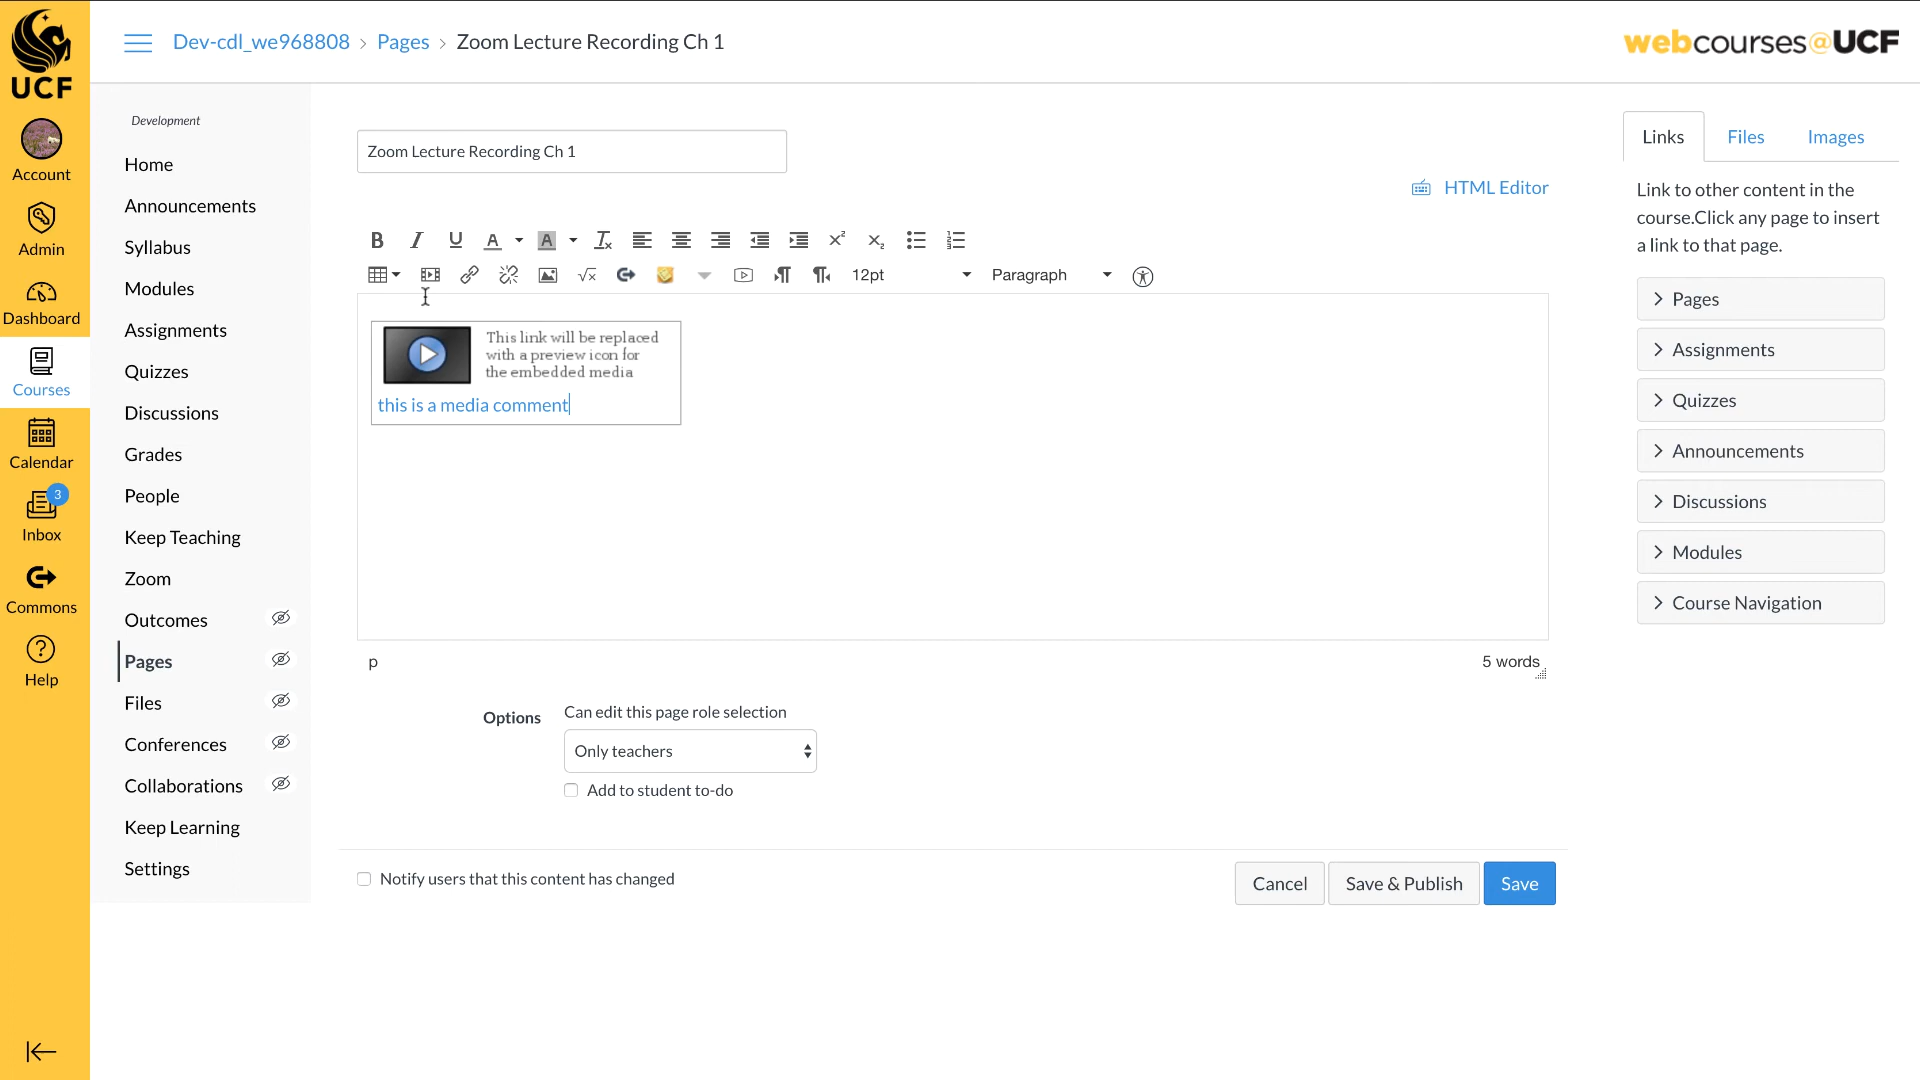 UCF
Dev-cdl_we968808 > Pages > Zoom Lecture Recording Ch 1
webcourses@UCF
Account
Admin
Dashboard
Courses
Calendar
3
Inbox
Commons
Help
Development
Home
Announcements
Syllabus
Modules
Assignments
Quizzes
Discussions
Grades
People
Keep Teaching
Zoom
Outcomes
Pages
Files
Conferences
Collaborations
Keep Learning
Settings
Zoom Lecture Recording Ch 1
HTML Editor
12pt
Paragraph
This link will be replaced
with a preview icon for
the embedded media
this is a media comment
p
5 words
Options
Can edit this page role selection
Only teachers
Add to student to-do
Notify users that this content has changed
Cancel
Save & Publish
Save
Links
Files
Images
Link to other content in the
course.Click any page to insert
a link to that page.
Pages
Assignments
Quizzes
Announcements
Discussions
Modules
Course Navigation